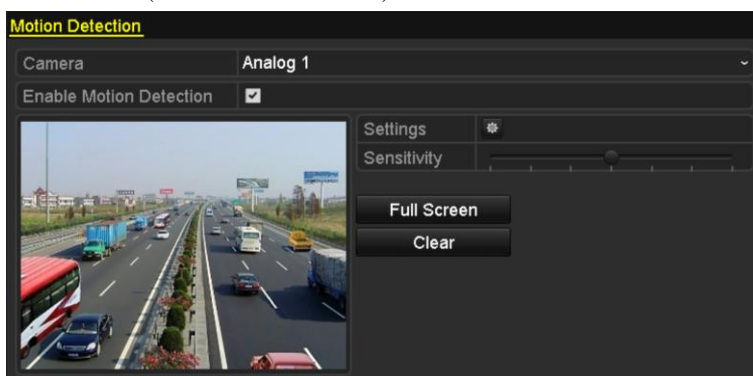 Motion Detection
Camera Analog 1
Enable Motion Detection
Settings
Sensitivity
Full Screen
Clear